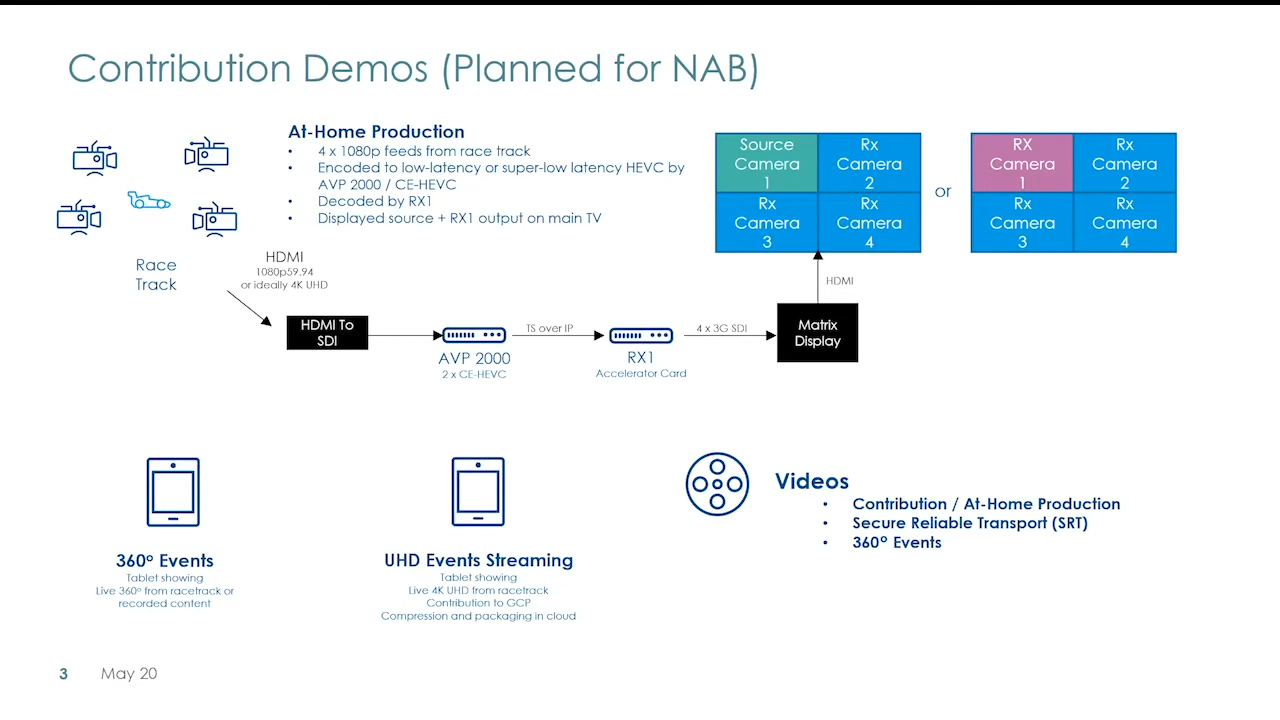 Contribution Demos (Planned for NAB)
At-Home Production
• 4 x 1080p feeds from race track
• Encoded to low-latency or super-low latency HEVC by
AVP 2000 / CE-HEVC
• Decoded by RX1
• Displayed source + RX1 output on main TV
Race
Track
HDMI
1080p59.94
or ideally 4K UHD
HDMI To
SDI
AVP 2000
2 x CE-HEVC
TS over IP
RX1
Accelerator Card
4 x 3G SDI
Matrix
Display
HDMI
Source
Camera
1
Rx
Camera
2
Rx
Camera
3
Rx
Camera
4
or
RX
Camera
1
Rx
Camera
2
Rx
Camera
3
Rx
Camera
4
360° Events
Tablet showing
Live 360° from racetrack or
recorded content
UHD Events Streaming
Tablet showing
Live 4K UHD from racetrack
Contribution to GCP
Compression and packaging in cloud
Videos
• Contribution / At-Home Production
• Secure Reliable Transport (SRT)
• 360° Events
3 May 20